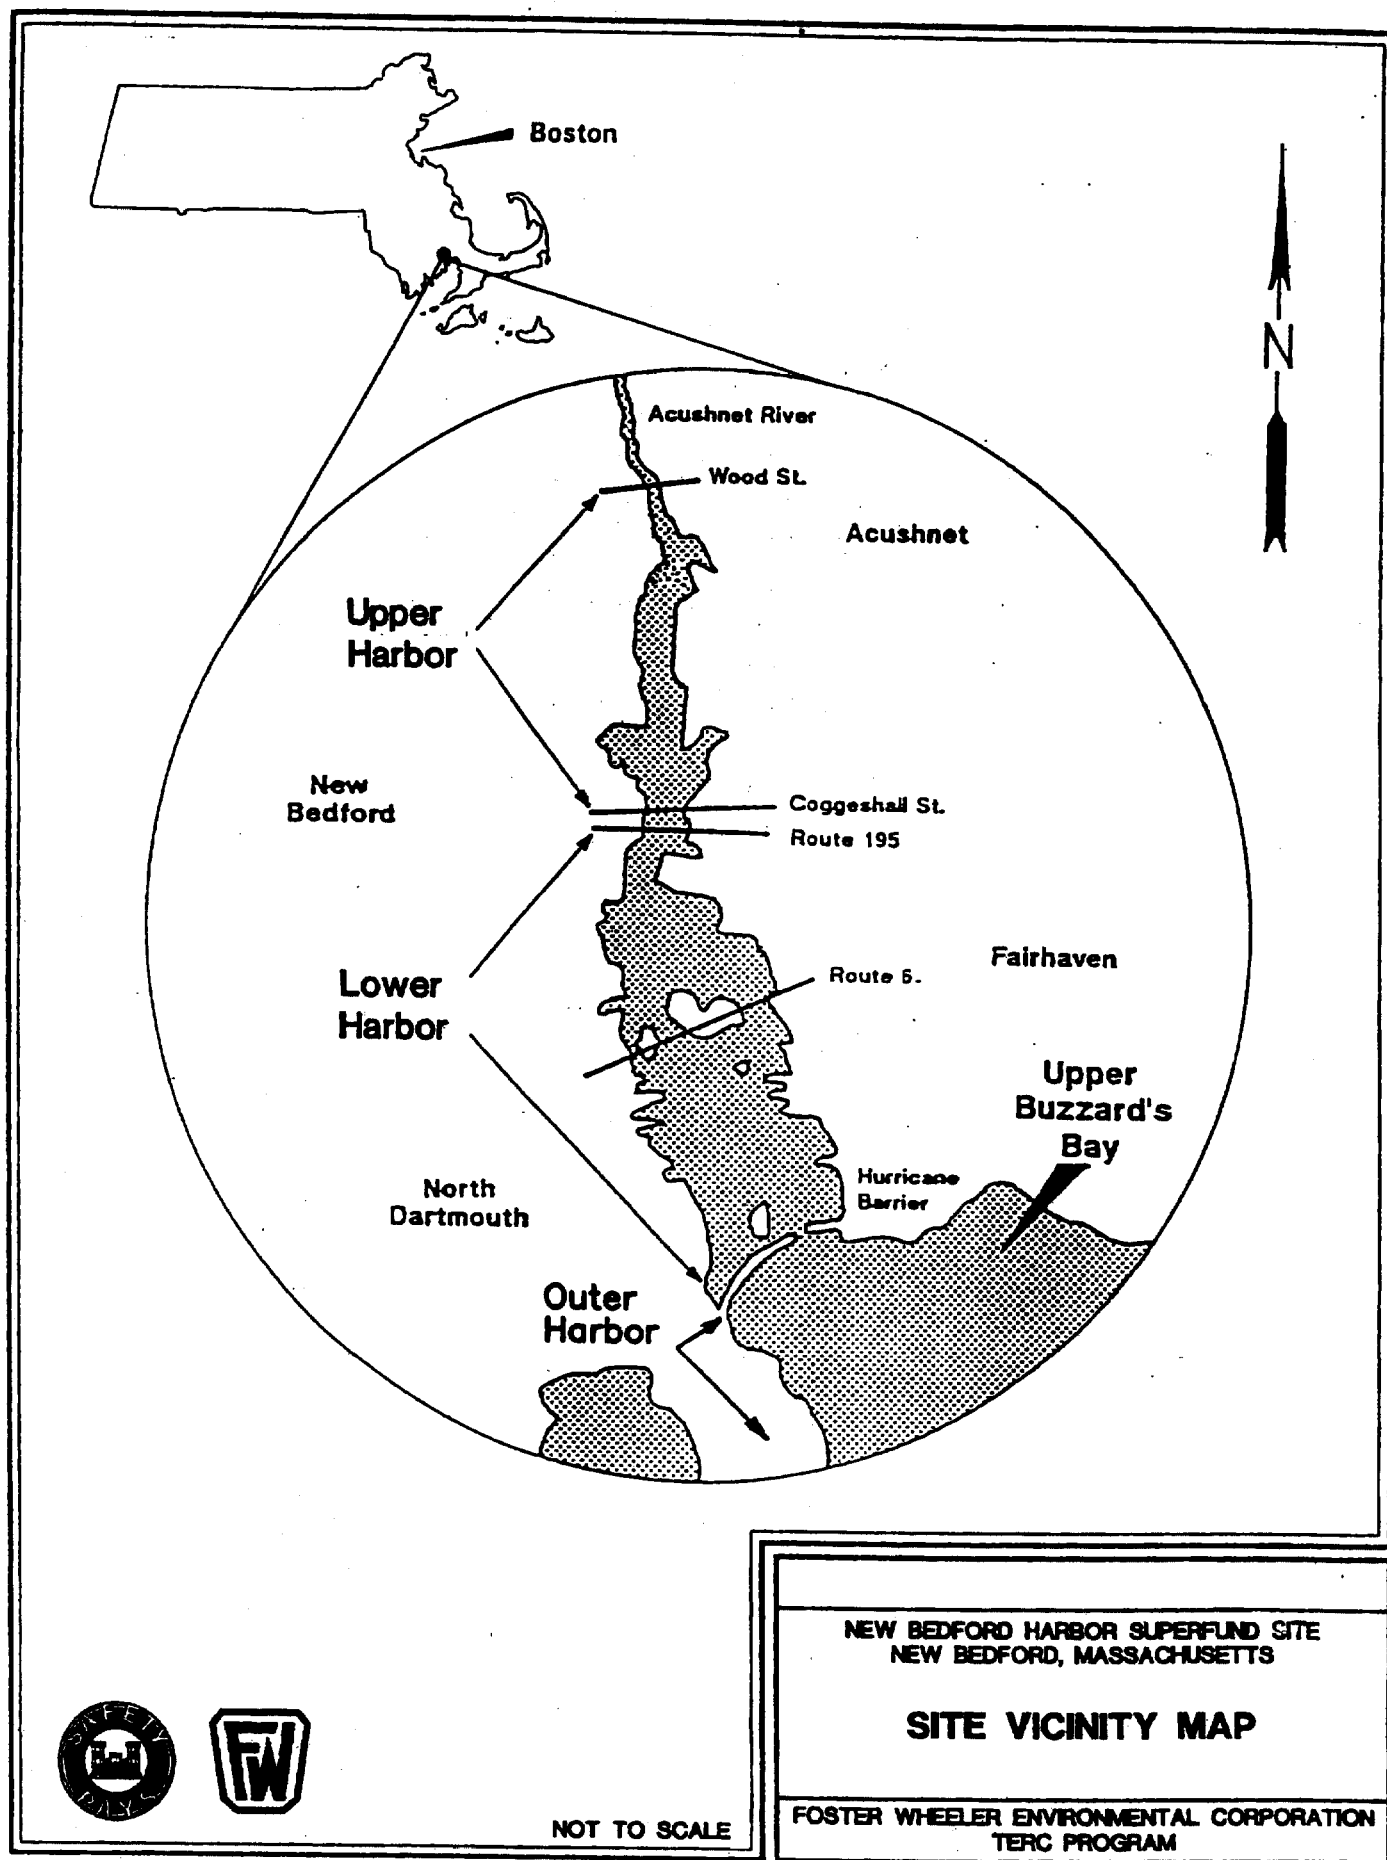 Boston
N
Acushnet River
Wood St.
Acushnet
Upper
Harbor
New
Bedford
Coggeshall St.
Route 195
Fairhaven
Lower
Harbor
Route 6.
Upper
Buzzard's
Bay
Hurricane
Barrier
North
Dartmouth
Outer
Harbor
NEW BEDFORD HARBOR SUPERFUND SITE
NEW BEDFORD, MASSACHUSETTS
SITE VICINITY MAP
SAFETY
PAYS
FW
NOT TO SCALE
FOSTER WHEELER ENVIRONMENTAL CORPORATION
TERC PROGRAM